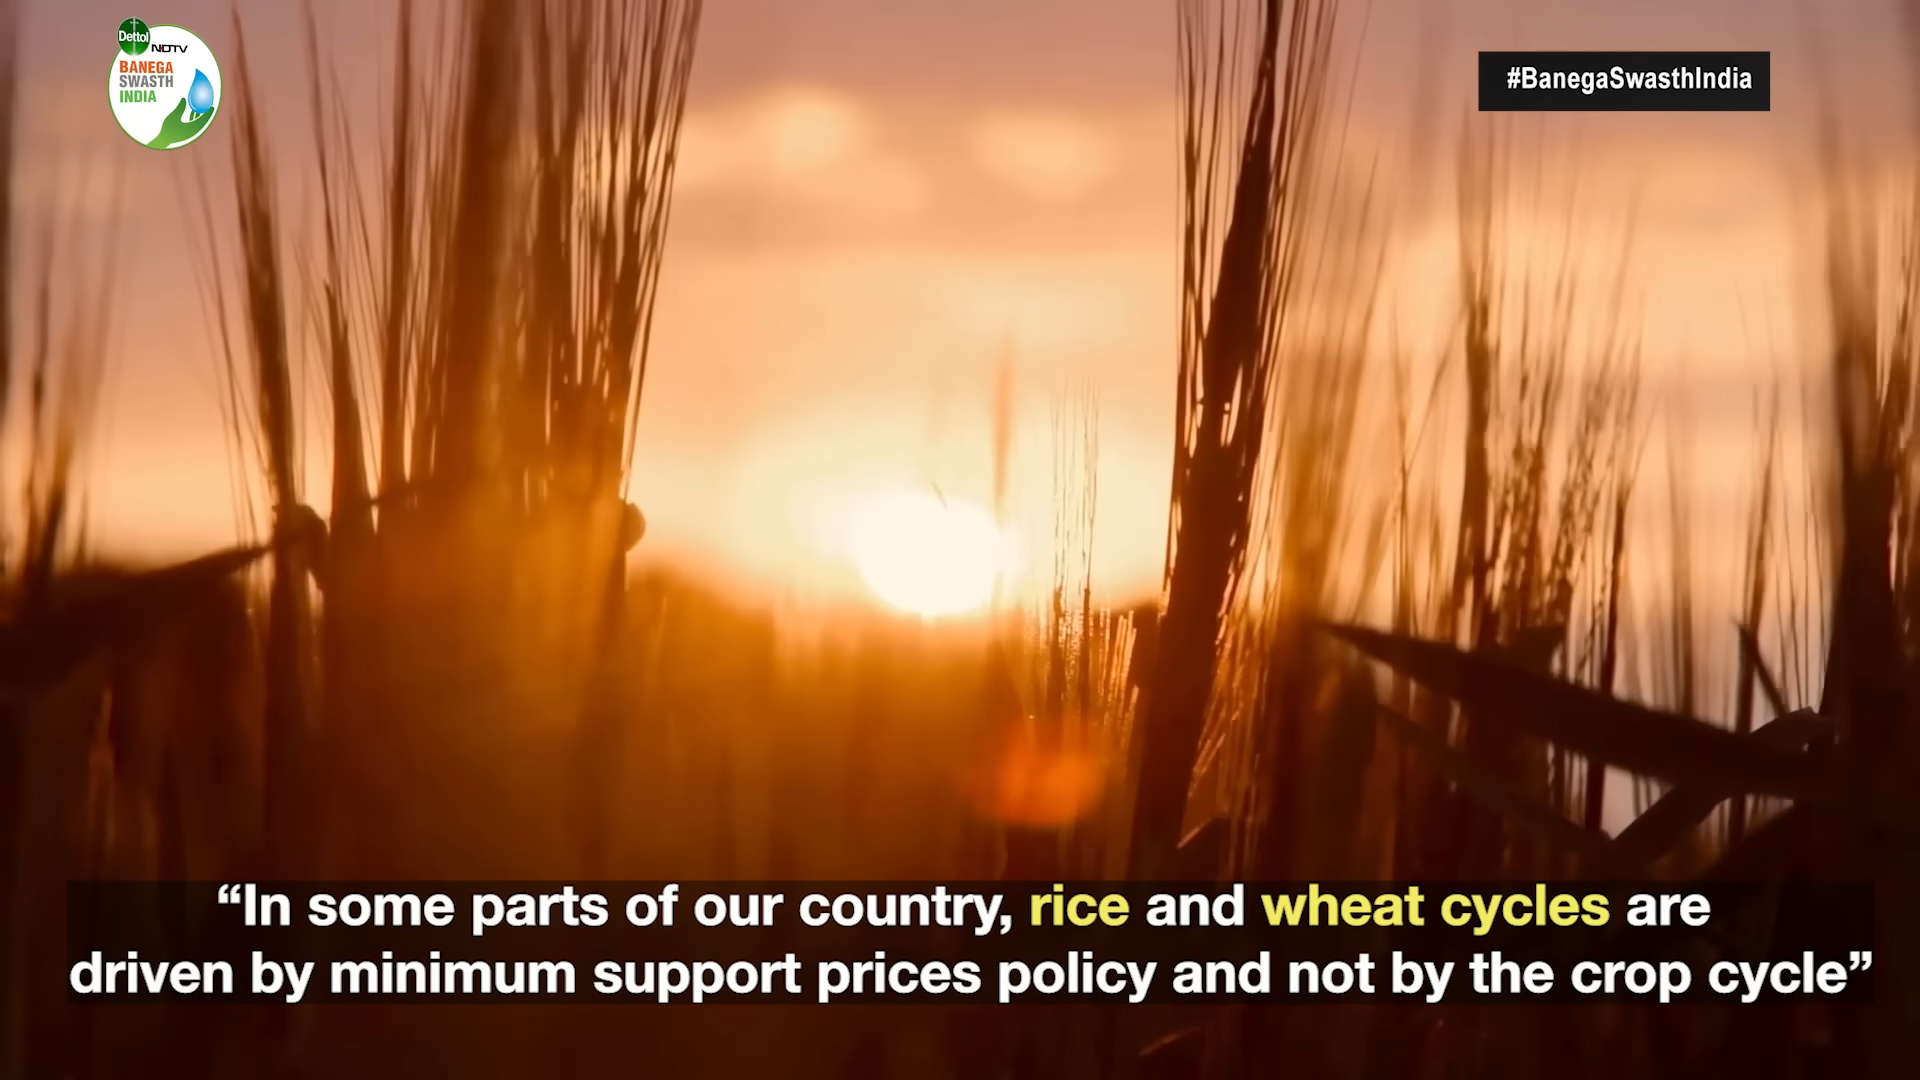 Dettol
NDTV
BANEGA
SWASTH
INDIA
#BanegaSwasthIndia
“In some parts of our country, rice and wheat cycles are
driven by minimum support prices policy and not by the crop cycle”